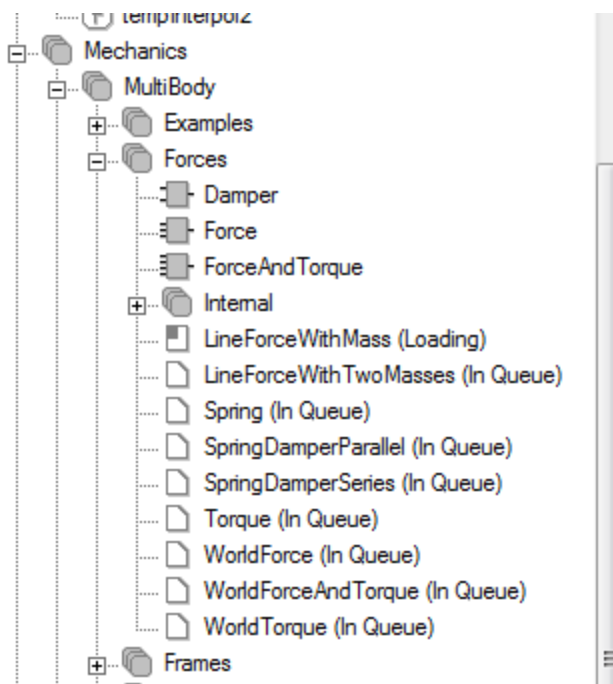 tempInterpol2
Mechanics
MultiBody
Examples
Forces
Damper
Force
ForceAndTorque
Internal
LineForceWithMass (Loading)
LineForceWithTwoMasses (In Queue)
Spring (In Queue)
SpringDamperParallel (In Queue)
SpringDamperSeries (In Queue)
Torque (In Queue)
WorldForce (In Queue)
WorldForceAndTorque (In Queue)
WorldTorque (In Queue)
Frames